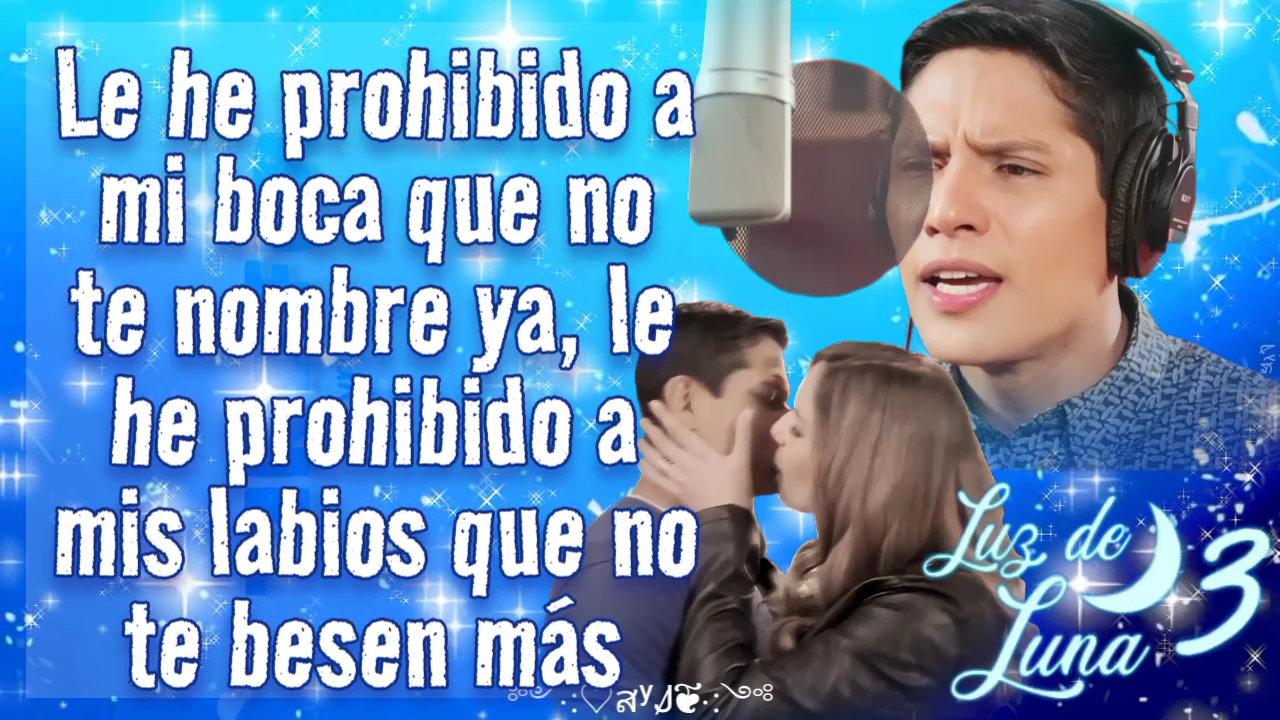 Le he prohibido a
mi boca que no
te nombre ya, le
he prohibido a
mis labios que no
te besen más
Luz de
Luna 3